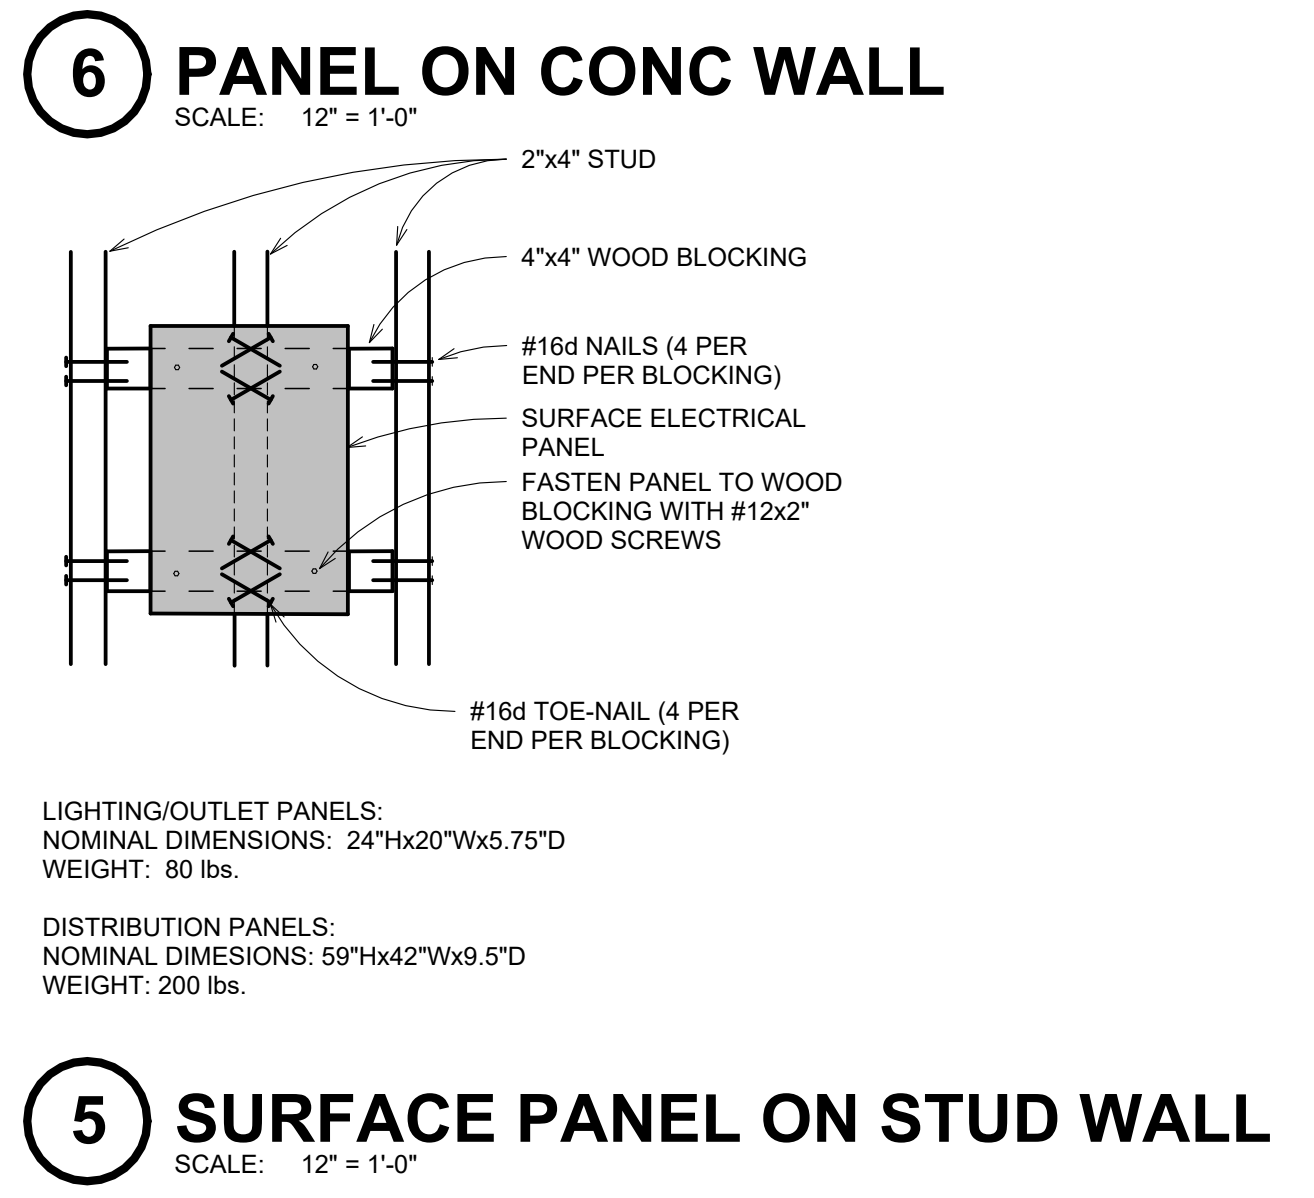 6
PANEL ON CONC WALL
SCALE: 12" = 1'-0"
2"x4" STUD
4"x4" WOOD BLOCKING
#16d NAILS (4 PER
END PER BLOCKING)
SURFACE ELECTRICAL
PANEL
FASTEN PANEL TO WOOD
BLOCKING WITH #12x2"
WOOD SCREWS
#16d TOE-NAIL (4 PER
END PER BLOCKING)
LIGHTING/OUTLET PANELS:
NOMINAL DIMENSIONS: 24"Hx20"Wx5.75"D
WEIGHT: 80 lbs.
DISTRIBUTION PANELS:
NOMINAL DIMESIONS: 59"Hx42"Wx9.5"D
WEIGHT: 200 lbs.
5
SURFACE PANEL ON STUD WALL
SCALE: 12" = 1'-0"